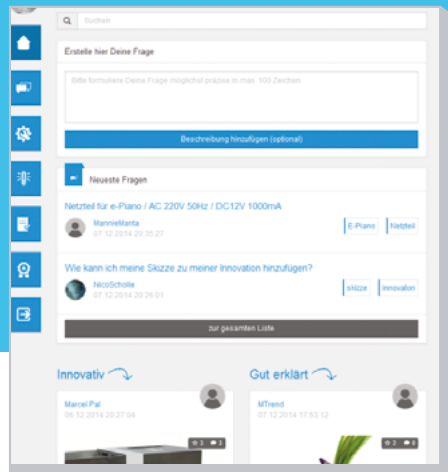 Suchen
Erstelle hier Deine Frage
Bitte formuliere Deine Frage möglichst präzise in max. 100 Zeichen.
Beschreibung hinzufügen (optional)
Neueste Fragen
Netzteil für e-Piano / AC 220V 50Hz / DC12V 1000mA
MannieManta
07.12.2014 20:35:27
E-Piano Netzteil
Wie kann ich meine Skizze zu meiner Innovation hinzufügen?
NicoScholle
07.12.2014 20:26:01
skizze innovation
zur gesamten Liste
Innovativ Gut erklärt
Marcel Pal MTrend
06.12.2014 20:27:04 07.12.2014 17:53:12